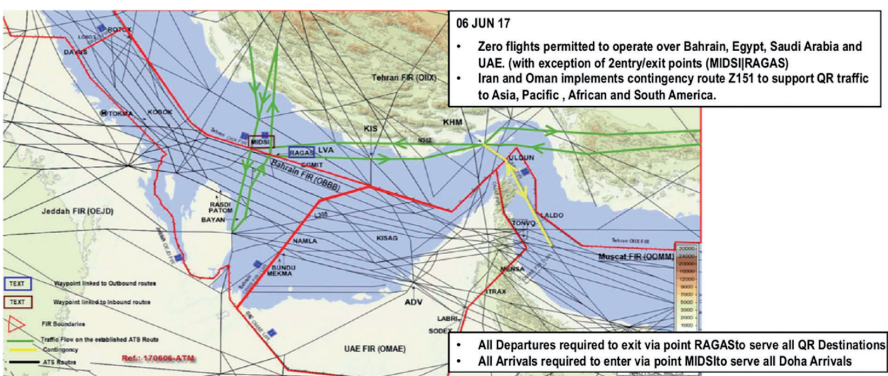 06 JUN 17
• Zero flights permitted to operate over Bahrain, Egypt, Saudi Arabia and
UAE. (with exception of 2entry/exit points (MIDSI|RAGAS)
• Iran and Oman implements contingency route Z151 to support QR traffic
to Asia, Pacific , African and South America.
ROTOX
Tehran FIR (OIIX)
TOKMA
KOBOK
KIS
KHM
MIDSI
RAGAS
LVA
Bahrain FIR (OBBB)
RASDI
PATOM
BAYAN
Jeddah FIR (OEJD)
LALDO
NAMLA
KISAG
TONVO
Muscat FIR (OOMM)
BUNDU
MEKMA
MENSA
ITRAX
ADV
LABRI
UAE FIR (OMAE)
TEXT Waypoint linked to Outbound routes
TEXT Waypoint linked to Inbound routes
FIR Boundaries
Traffic Flow on the established ATS Route
Contingency
ATS Routes
Ref.: 170606-ATM
• All Departures required to exit via point RAGASto serve all QR Destinations
• All Arrivals required to enter via point MIDSIto serve all Doha Arrivals